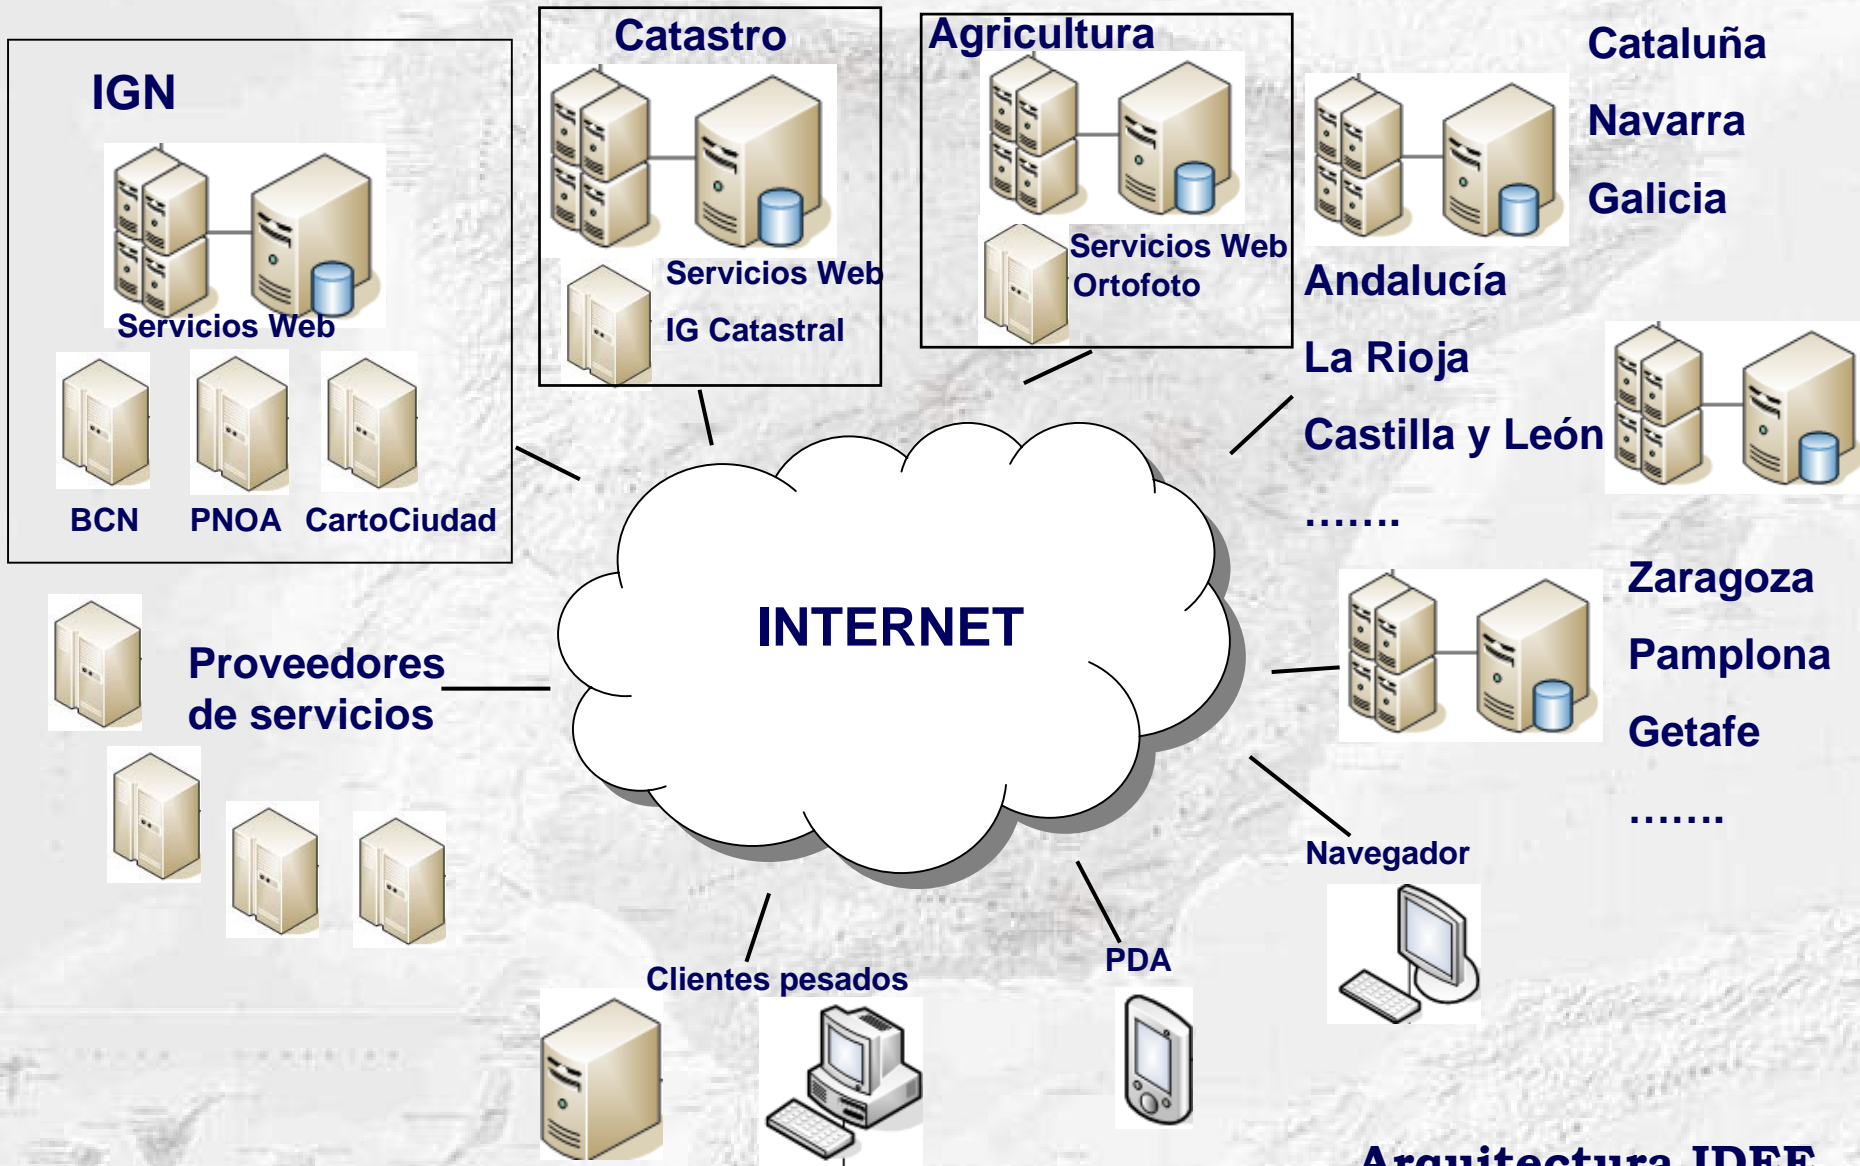 IGN
Servicios Web
BCN
PNOA
CartoCiudad
Catastro
Servicios Web
IG Catastral
Agricultura
Servicios Web
Ortofoto
Cataluña
Navarra
Galicia
Andalucía
La Rioja
Castilla y León
.......
Zaragoza
Pamplona
Getafe
.......
INTERNET
Proveedores
de servicios
Clientes pesados
PDA
Navegador
Arquitectura IDEE